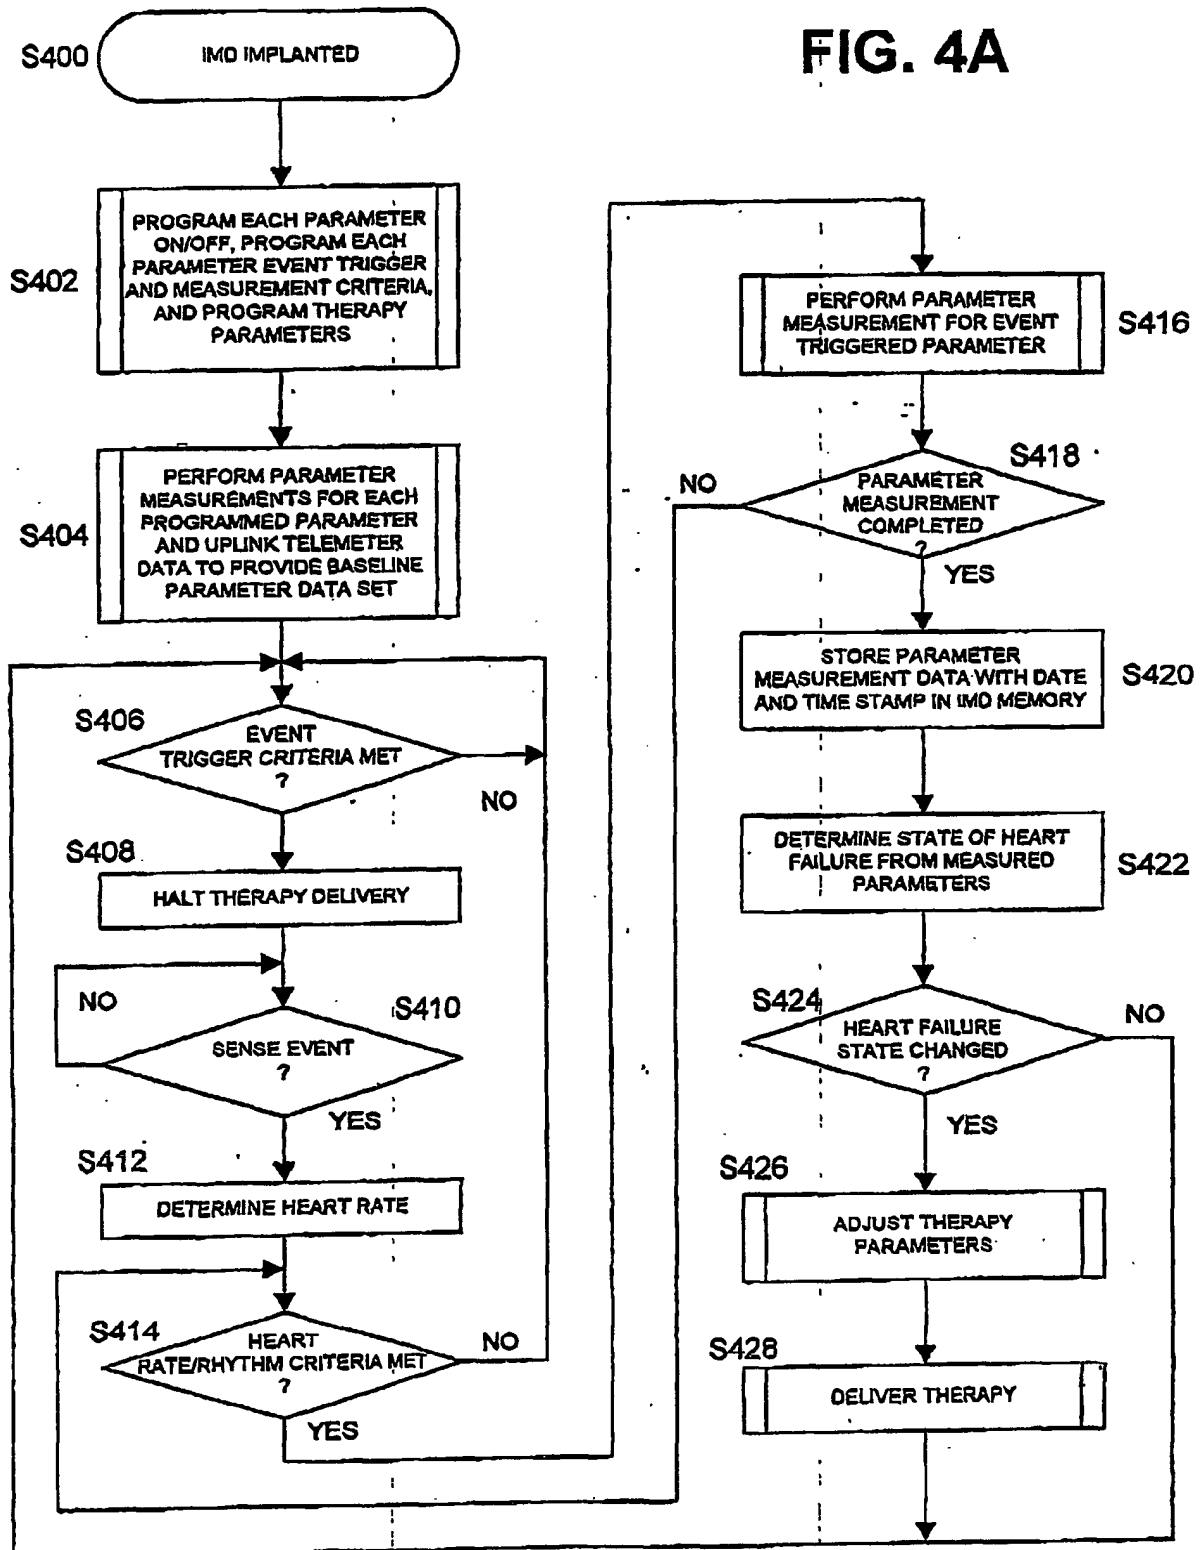 FIG. 4A
S400
IMD IMPLANTED
S402
PROGRAM EACH PARAMETER
ON/OFF, PROGRAM EACH
PARAMETER EVENT TRIGGER
AND MEASUREMENT CRITERIA,
AND PROGRAM THERAPY
PARAMETERS
S404
PERFORM PARAMETER
MEASUREMENTS FOR EACH
PROGRAMMED PARAMETER
AND UPLINK TELEMETER
DATA TO PROVIDE BASELINE
PARAMETER DATA SET
S406
EVENT
TRIGGER CRITERIA MET
?
NO
S408
HALT THERAPY DELIVERY
NO
S410
SENSE EVENT
?
YES
S412
DETERMINE HEART RATE
S414
HEART
RATE/RHYTHM CRITERIA MET
?
NO
YES
PERFORM PARAMETER
MEASUREMENT FOR EVENT
TRIGGERED PARAMETER
S416
S418
NO
PARAMETER
MEASUREMENT
COMPLETED
?
YES
STORE PARAMETER
MEASUREMENT DATA WITH DATE
AND TIME STAMP IN IMD MEMORY
S420
DETERMINE STATE OF HEART
FAILURE FROM MEASURED
PARAMETERS
S422
S424
HEART FAILURE
STATE CHANGED
?
NO
YES
S426
ADJUST THERAPY
PARAMETERS
S428
DELIVER THERAPY